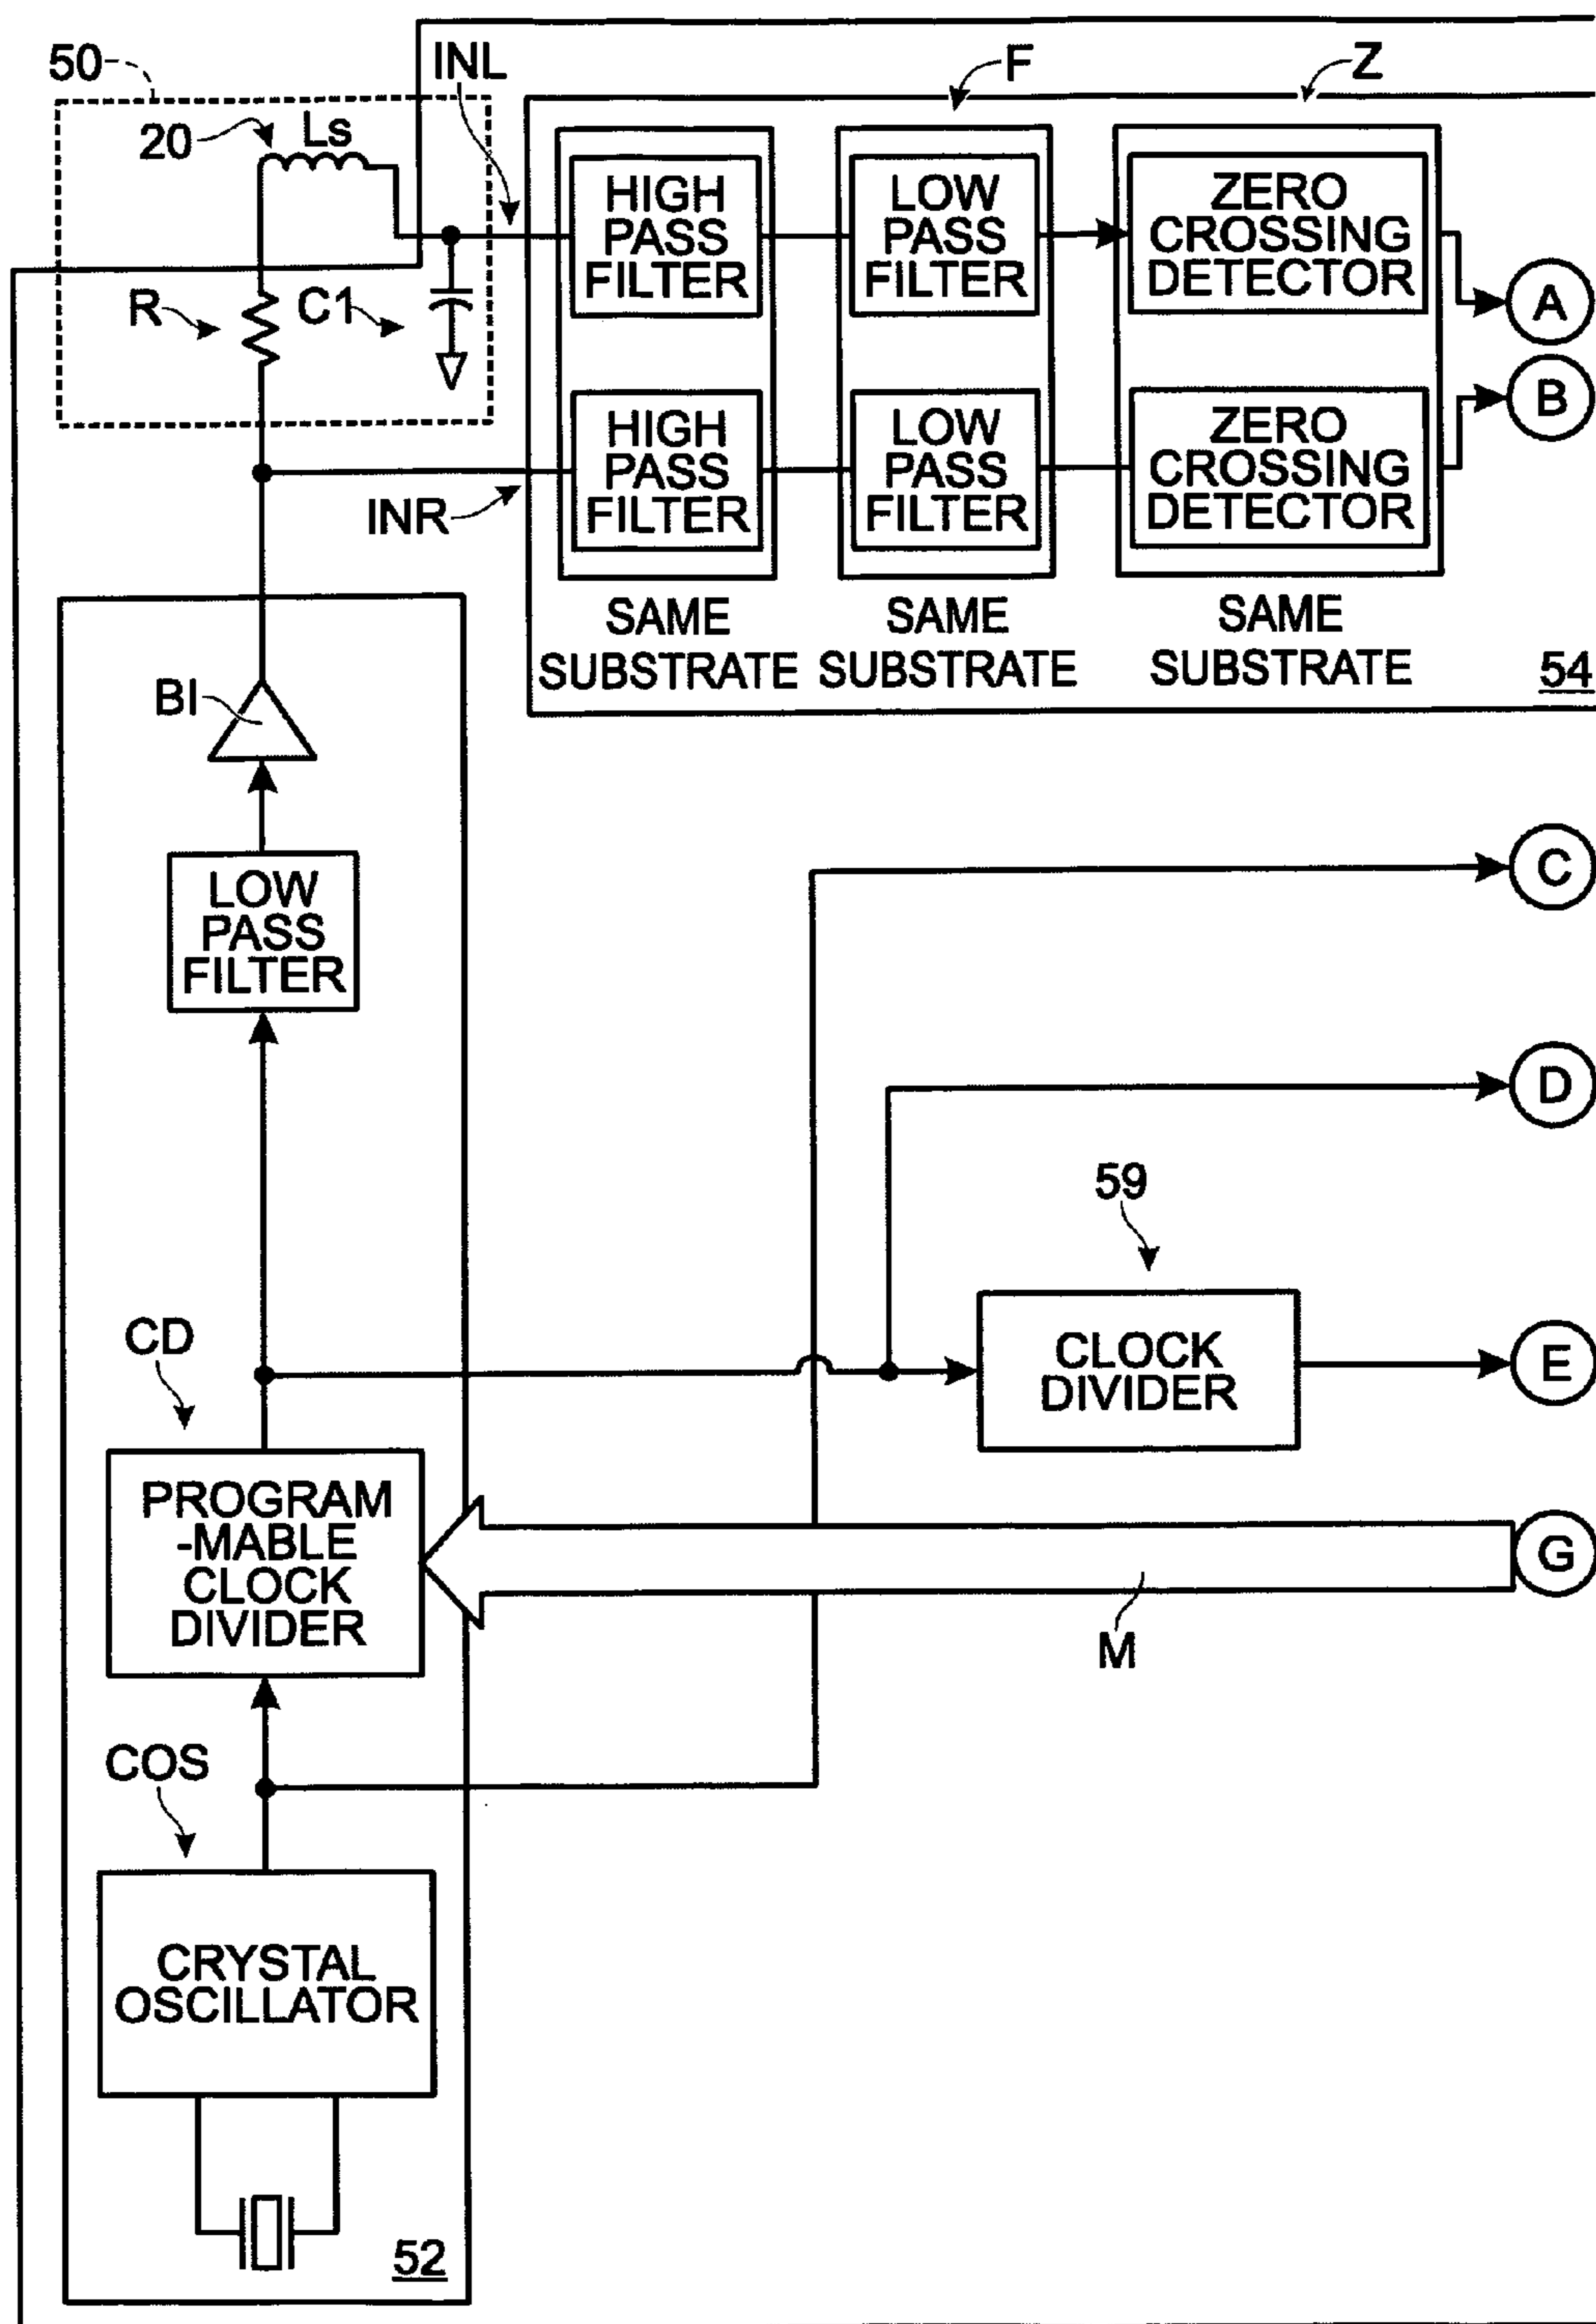 50
INL
F
Z
20
Ls
HIGH
PASS
FILTER
LOW
PASS
FILTER
ZERO
CROSSING
DETECTOR
A
R
C1
B
HIGH
PASS
FILTER
LOW
PASS
FILTER
ZERO
CROSSING
DETECTOR
INR
SAME
SUBSTRATE
SAME
SUBSTRATE
SAME
SUBSTRATE
54
BI
LOW
PASS
FILTER
C
D
59
CD
CLOCK
DIVIDER
E
PROGRAM
-MABLE
CLOCK
DIVIDER
G
M
COS
CRYSTAL
OSCILLATOR
52